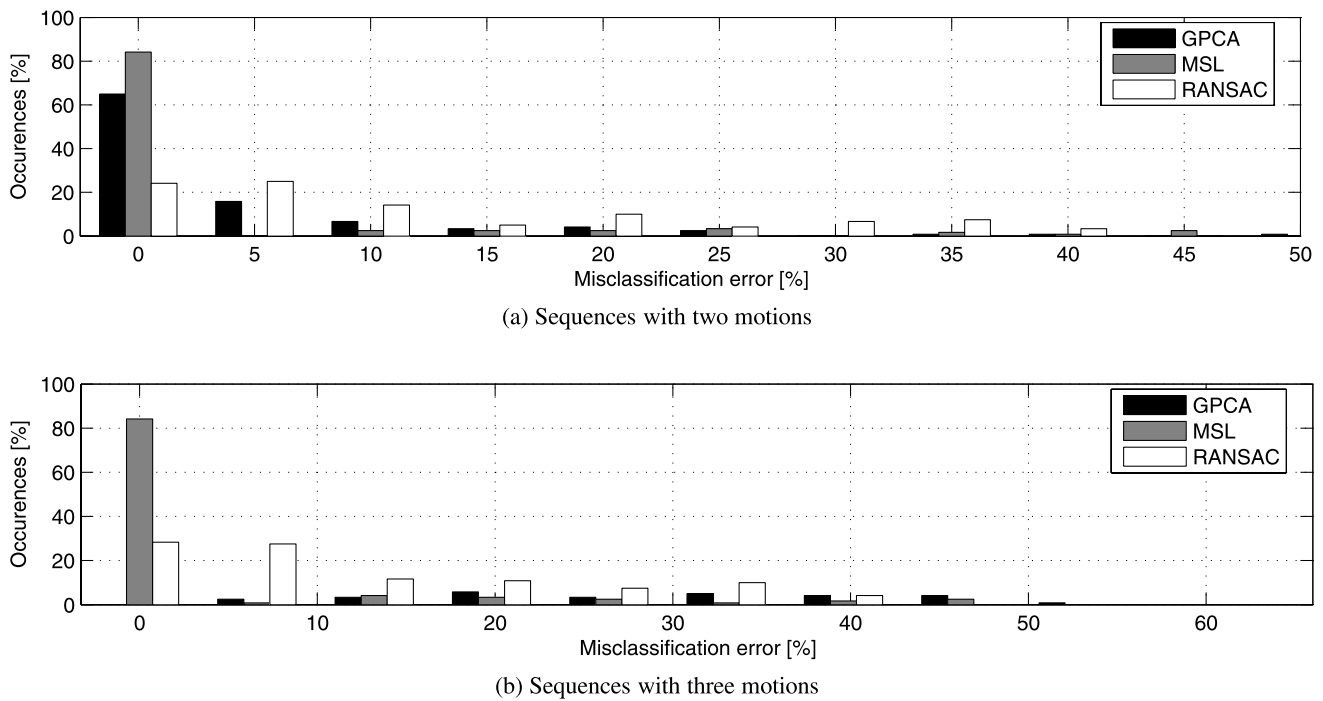 100
80
60
40
20
0
Occurences [%]
GPCA
MSL
RANSAC
0 5 10 15 20 25 30 35 40 45 50
Misclassification error [%]
(a) Sequences with two motions
100
80
60
40
20
0
Occurences [%]
GPCA
MSL
RANSAC
0 10 20 30 40 50 60
Misclassification error [%]
(b) Sequences with three motions